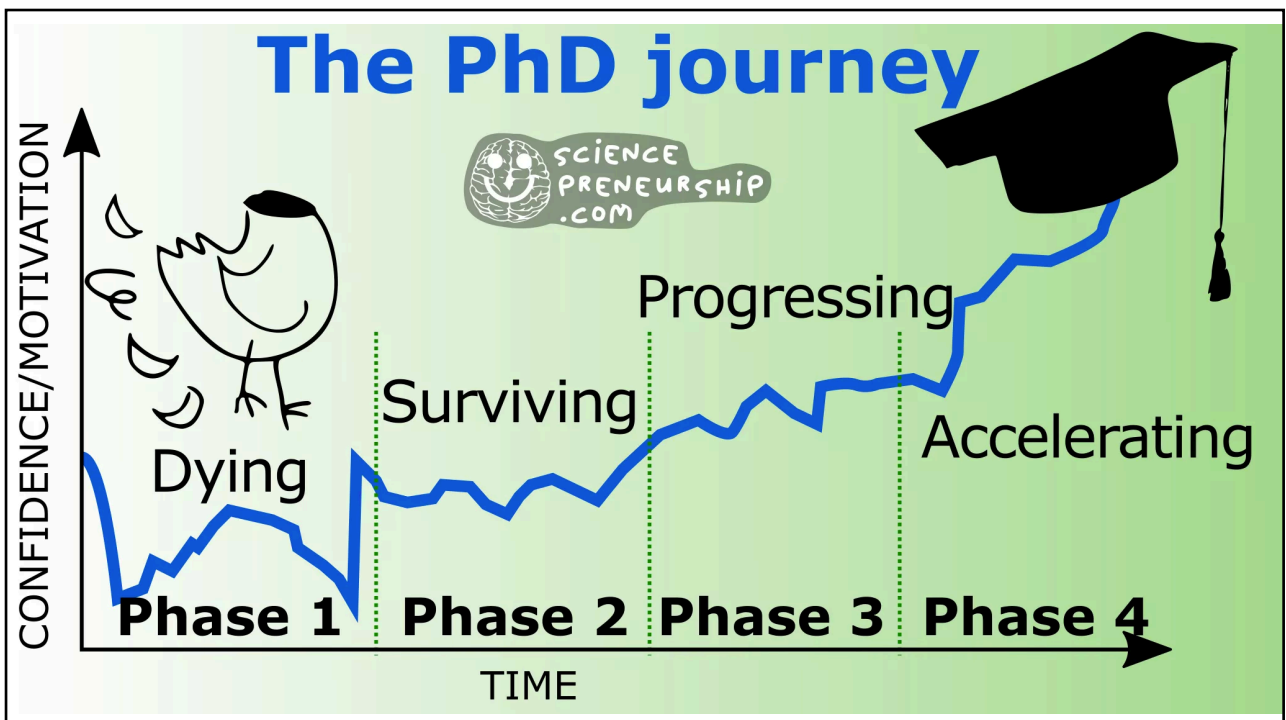 The PhD journey
SCiENCE
PRENEURSHiP
.COM
CONFIDENCE/MOTIVATION
Dying
Surviving
Progressing
Accelerating
Phase 1
Phase 2
Phase 3
Phase 4
TIME